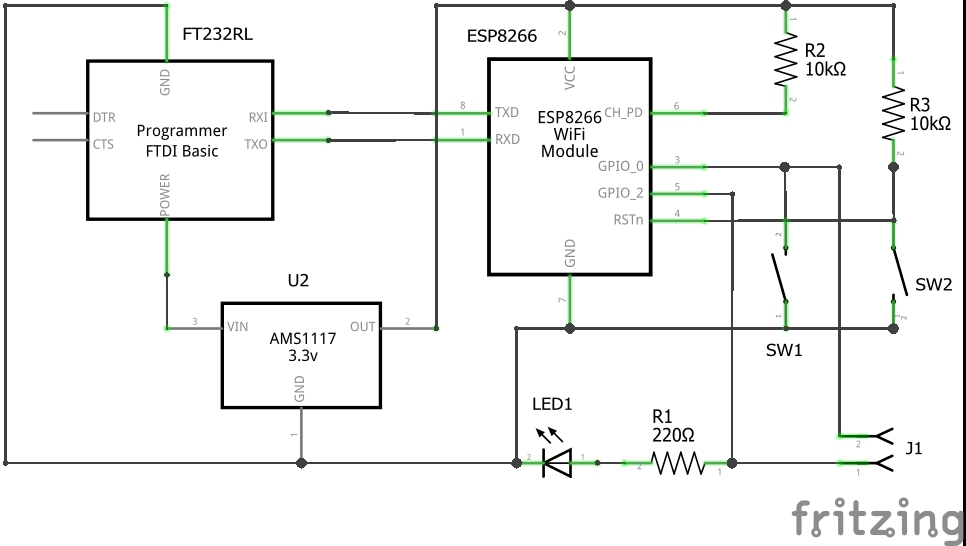 FT232RL
GND
DTR
CTS
RXI
TXO
Programmer
FTDI Basic
POWER
ESP8266
2
VCC
8
TXD
1
RXD
ESP8266
WiFi
Module
CH_PD
6
GPIO_0
3
GPIO_2
5
RSTn
4
GND
7
1
R2
10kΩ
2
1
R3
10kΩ
2
2
1
SW1
SW2
1
2
U2
3
VIN
OUT
2
AMS1117
3.3v
GND
1
LED1
2
1
R1
220Ω
2
1
2
J1
1
fritzing